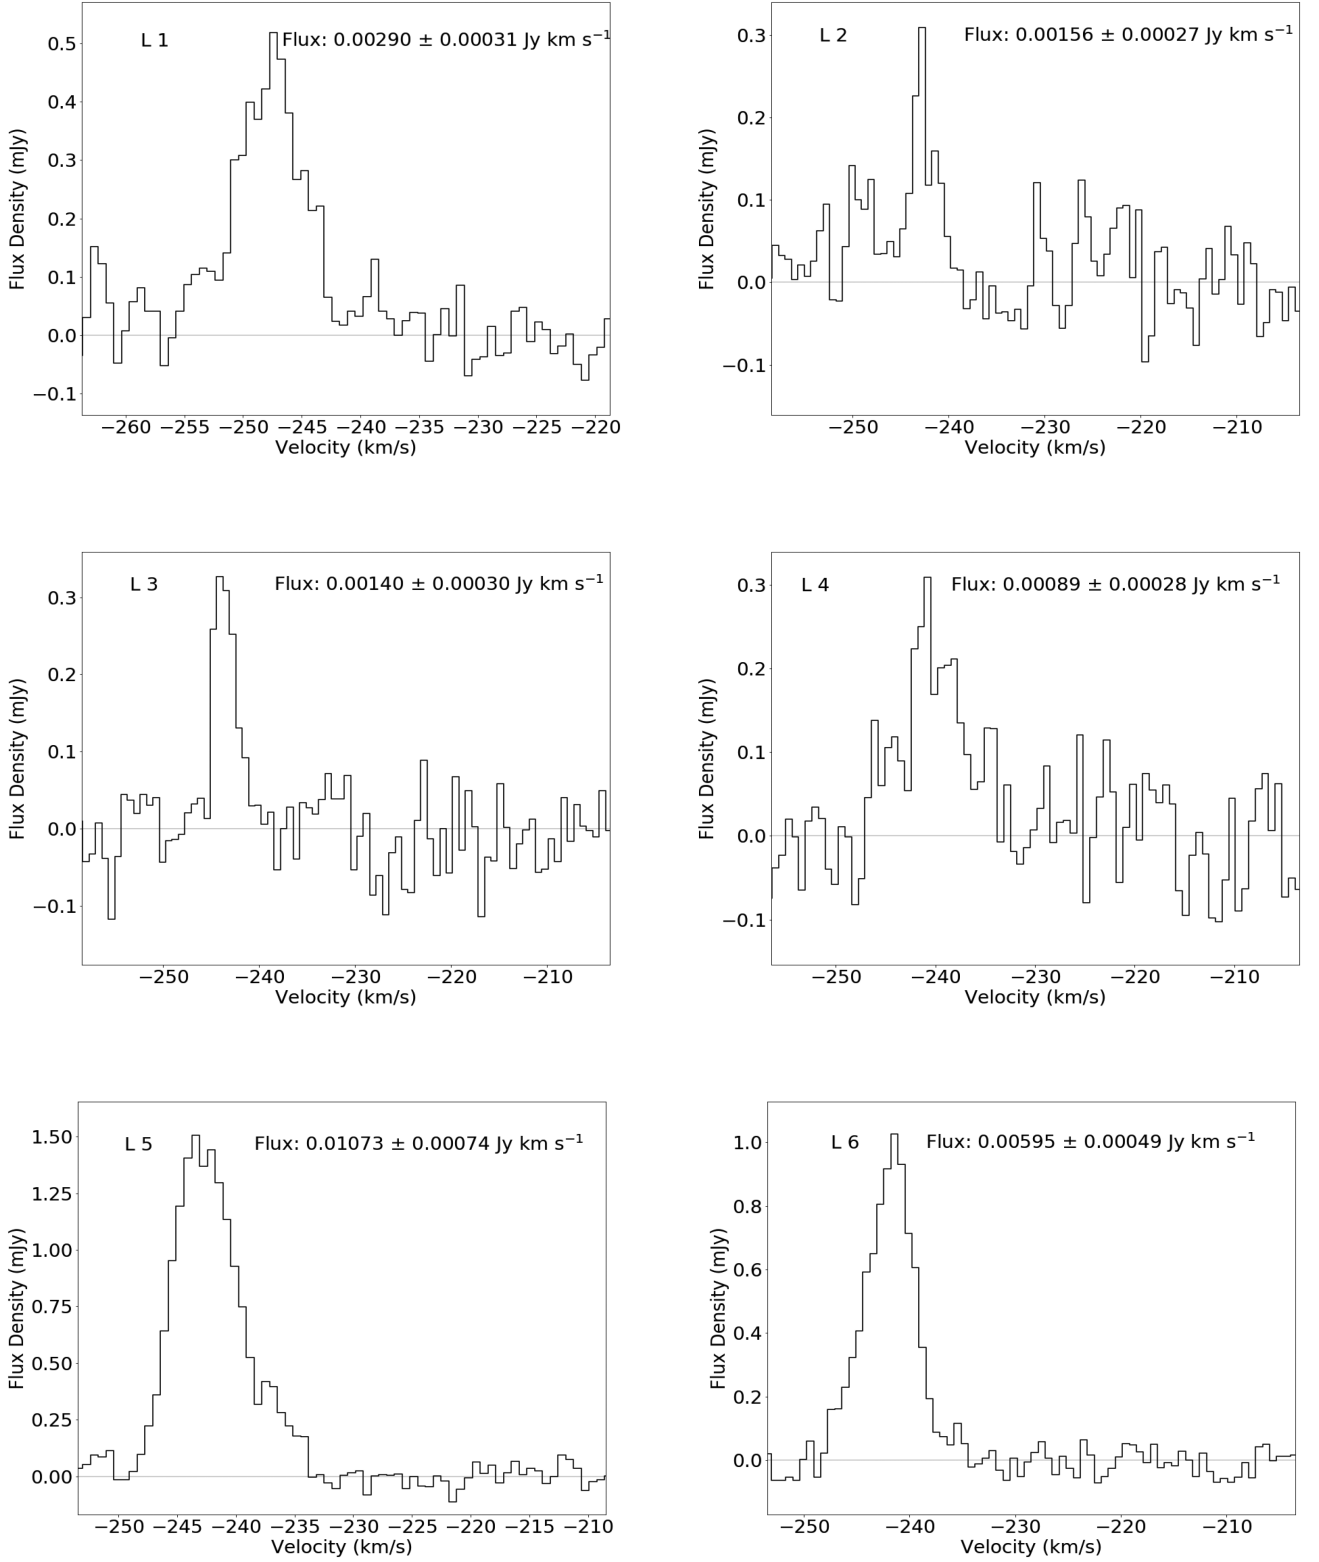 L 1 Flux: 0.00290 ± 0.00031 Jy km s⁻¹
0.5
0.4
0.3
0.2
0.1
0.0
−0.1
Flux Density (mJy)
−260 −255 −250 −245 −240 −235 −230 −225 −220
Velocity (km/s)
L 2 Flux: 0.00156 ± 0.00027 Jy km s⁻¹
0.3
0.2
0.1
0.0
−0.1
Flux Density (mJy)
−250 −240 −230 −220 −210
Velocity (km/s)
L 3 Flux: 0.00140 ± 0.00030 Jy km s⁻¹
0.3
0.2
0.1
0.0
−0.1
Flux Density (mJy)
−250 −240 −230 −220 −210
Velocity (km/s)
L 4 Flux: 0.00089 ± 0.00028 Jy km s⁻¹
0.3
0.2
0.1
0.0
−0.1
Flux Density (mJy)
−250 −240 −230 −220 −210
Velocity (km/s)
L 5 Flux: 0.01073 ± 0.00074 Jy km s⁻¹
1.50
1.25
1.00
0.75
0.50
0.25
0.00
Flux Density (mJy)
−250 −245 −240 −235 −230 −225 −220 −215 −210
Velocity (km/s)
L 6 Flux: 0.00595 ± 0.00049 Jy km s⁻¹
1.0
0.8
0.6
0.4
0.2
0.0
Flux Density (mJy)
−250 −240 −230 −220 −210
Velocity (km/s)